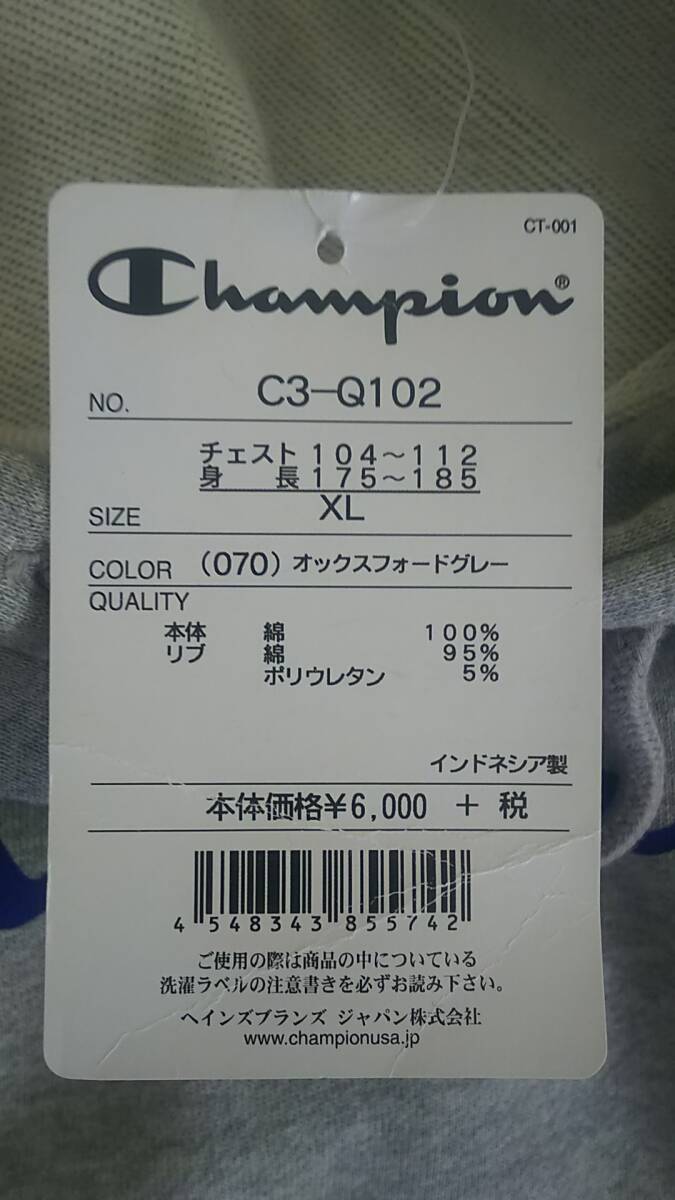 CT-001
Champion®
NO. C3-Q102
チェスト 104~112
身長 175~185
SIZE XL
COLOR (070) オックスフォードグレー
QUALITY
本体 綿 100%
リブ 綿 95%
ポリウレタン 5%
インドネシア製
本体価格¥6,000 + 税
4 548343 855742
ご使用の際は商品の中についている
洗濯ラベルの注意書きを必ずお読み下さい。
ヘインズブランズ ジャパン株式会社
www.championusa.jp